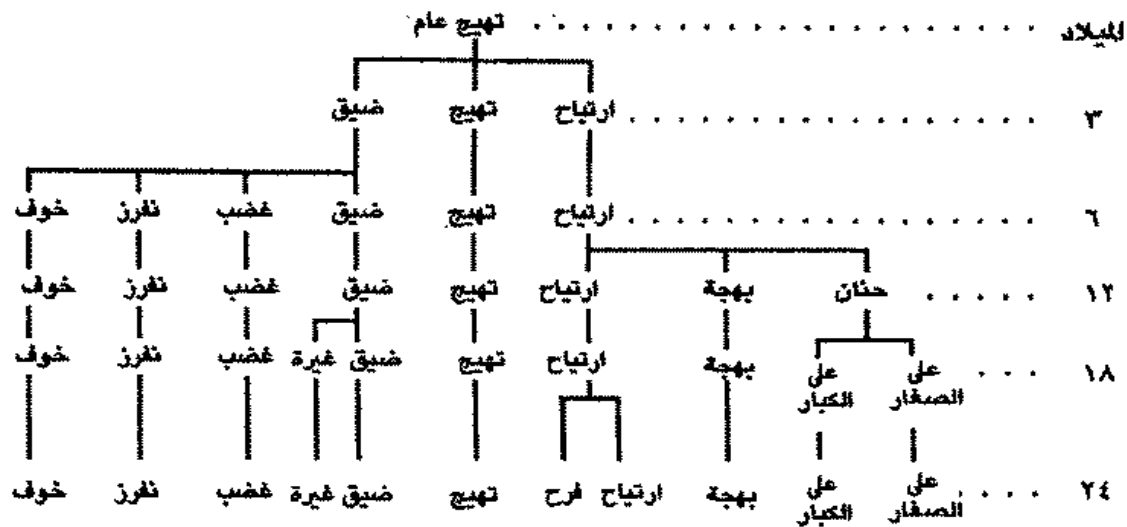 الميلاد . . . . . . . . . . . . . . . . تهيج عام
٣ . . . . . . . . . . . . . ارتياح تهيج ضيق
٦ . . . . . . . . . . . . . ارتياح تهيج ضيق غضب نفرز خوف
١٢ . . . . . حنان بهجة ارتياح تهيج ضيق غضب نفرز خوف
١٨ . . . على الصغار على الكبار بهجة ارتياح تهيج ضيق غيرة غضب نفرز خوف
٢٤ . . . . على الصغار على الكبار بهجة ارتياح فرح تهيج ضيق غيرة غضب نفرز خوف